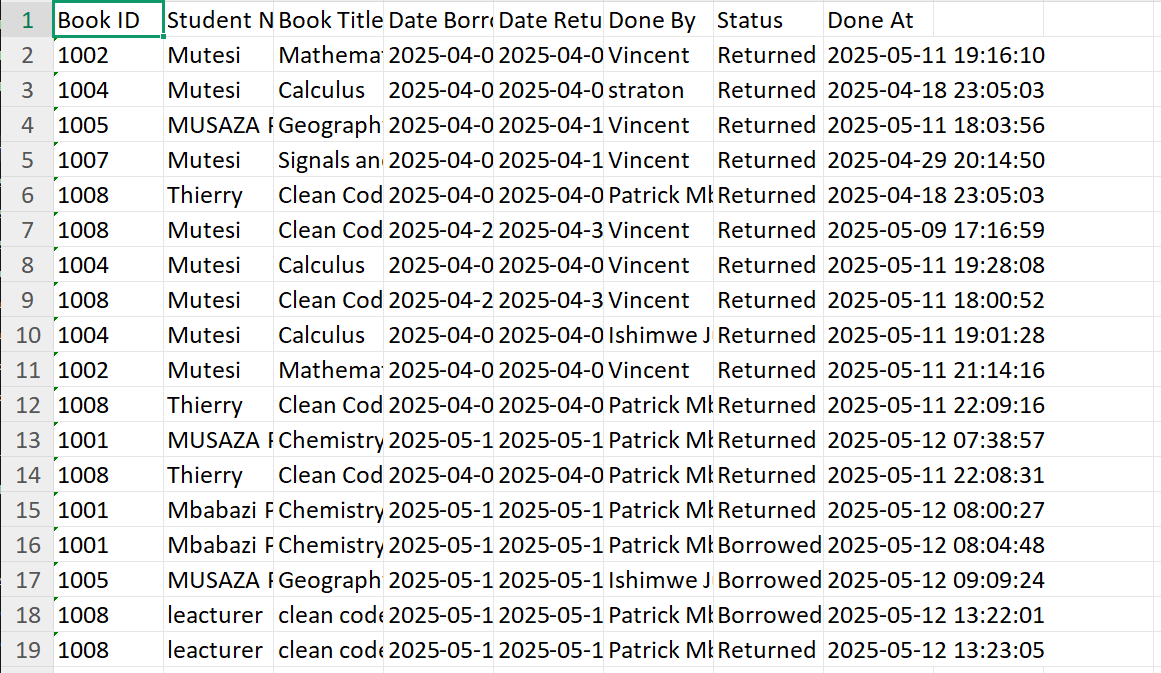 1 Book ID Student N Book Title Date Borr Date Retu Done By Status Done At
2 1002 Mutesi Mathema 2025-04-0 2025-04-0 Vincent Returned 2025-05-11 19:16:10
3 1004 Mutesi Calculus 2025-04-0 2025-04-0 straton Returned 2025-04-18 23:05:03
4 1005 MUSAZA Geograph 2025-04-0 2025-04-1 Vincent Returned 2025-05-11 18:03:56
5 1007 Mutesi Signals an 2025-04-0 2025-04-1 Vincent Returned 2025-04-29 20:14:50
6 1008 Thierry Clean Cod 2025-04-0 2025-04-0 Patrick Mb Returned 2025-04-18 23:05:03
7 1008 Mutesi Clean Cod 2025-04-2 2025-04-3 Vincent Returned 2025-05-09 17:16:59
8 1004 Mutesi Calculus 2025-04-0 2025-04-0 Vincent Returned 2025-05-11 19:28:08
9 1008 Mutesi Clean Cod 2025-04-2 2025-04-3 Vincent Returned 2025-05-11 18:00:52
10 1004 Mutesi Calculus 2025-04-0 2025-04-0 Ishimwe J Returned 2025-05-11 19:01:28
11 1002 Mutesi Mathema 2025-04-0 2025-04-0 Vincent Returned 2025-05-11 21:14:16
12 1008 Thierry Clean Cod 2025-04-0 2025-04-0 Patrick Mb Returned 2025-05-11 22:09:16
13 1001 MUSAZA Chemistry 2025-05-1 2025-05-1 Patrick Mb Returned 2025-05-12 07:38:57
14 1008 Thierry Clean Cod 2025-04-0 2025-04-0 Patrick Mb Returned 2025-05-11 22:08:31
15 1001 Mbabazi Chemistry 2025-05-1 2025-05-1 Patrick Mb Returned 2025-05-12 08:00:27
16 1001 Mbabazi Chemistry 2025-05-1 2025-05-1 Patrick Mb Borrowed 2025-05-12 08:04:48
17 1005 MUSAZA Geograph 2025-05-1 2025-05-1 Ishimwe J Borrowed 2025-05-12 09:09:24
18 1008 leacturer clean code 2025-05-1 2025-05-1 Patrick Mb Borrowed 2025-05-12 13:22:01
19 1008 leacturer clean code 2025-05-1 2025-05-1 Patrick Mb Returned 2025-05-12 13:23:05